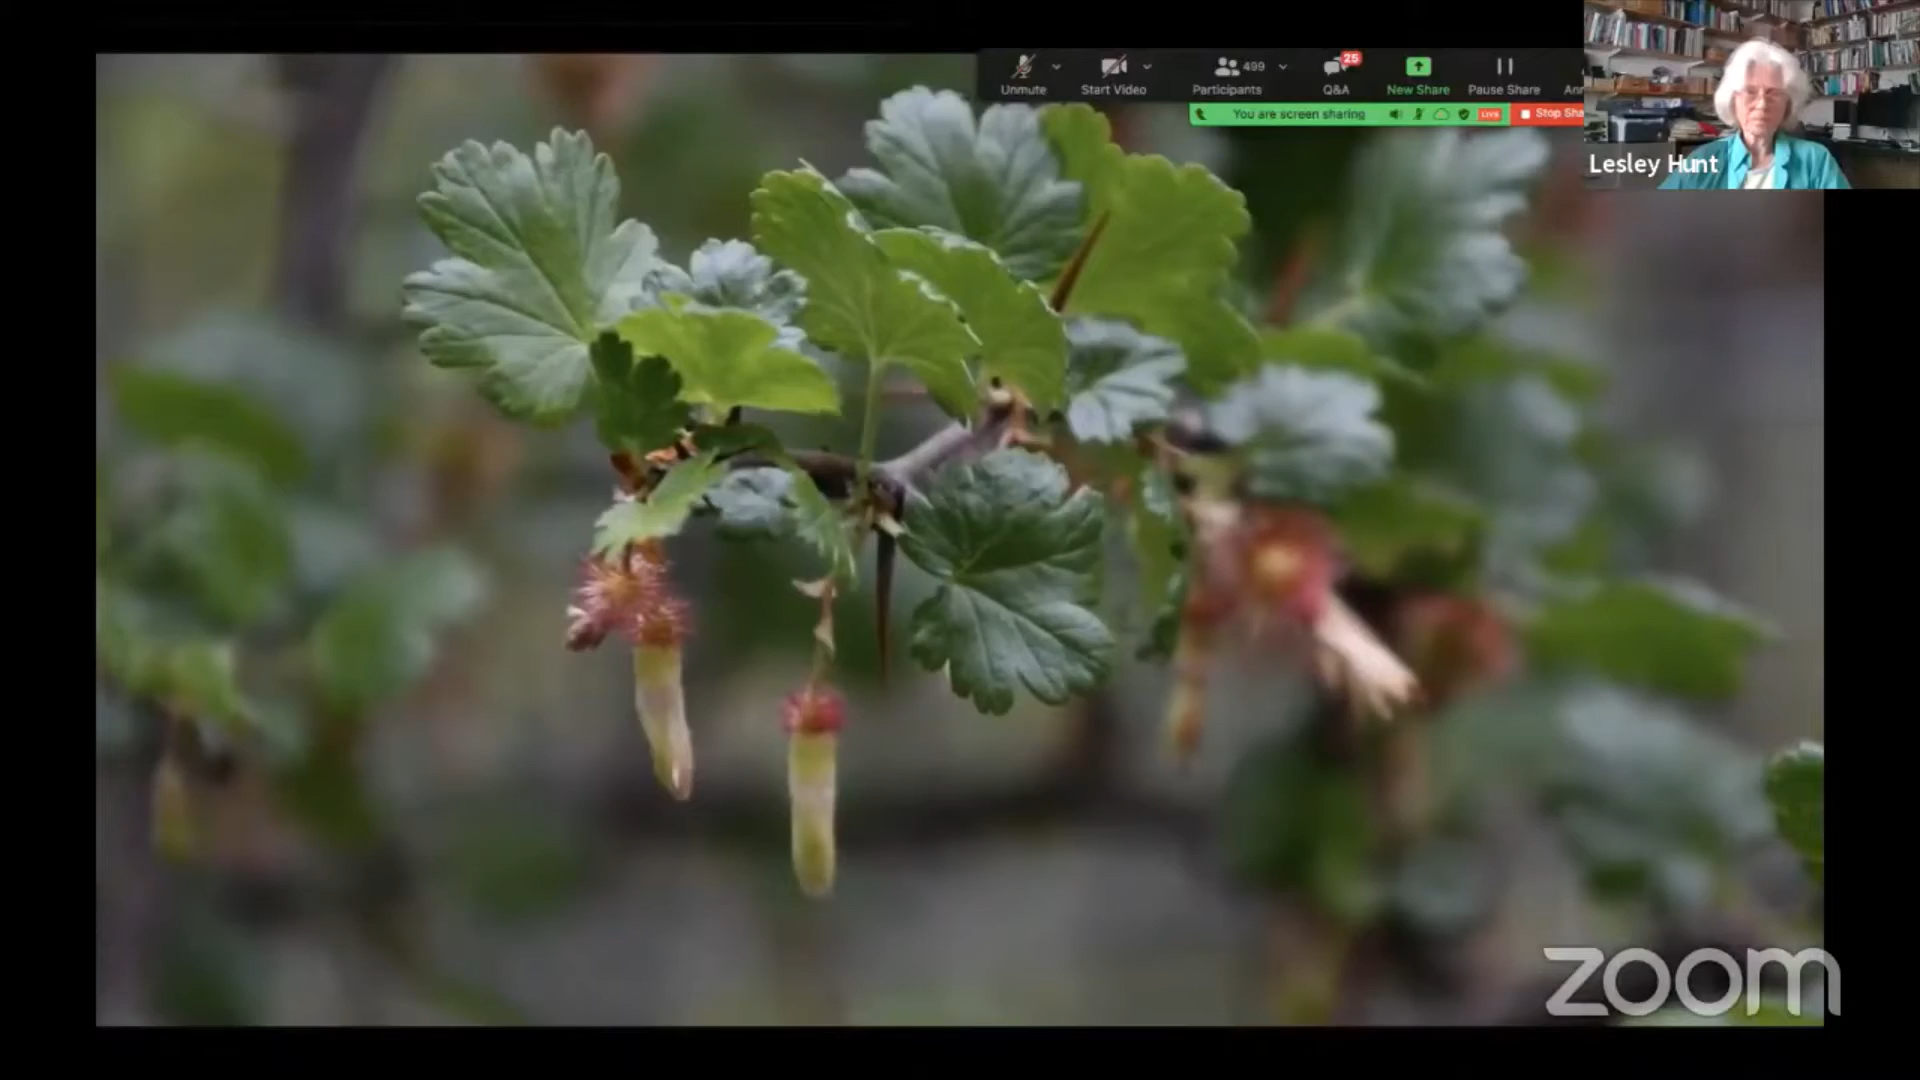 499
25
Unmute
Start Video
Participants
Q&A
New Share
Pause Share
You are screen sharing
LIVE
Stop Sha
Lesley Hunt
zoom